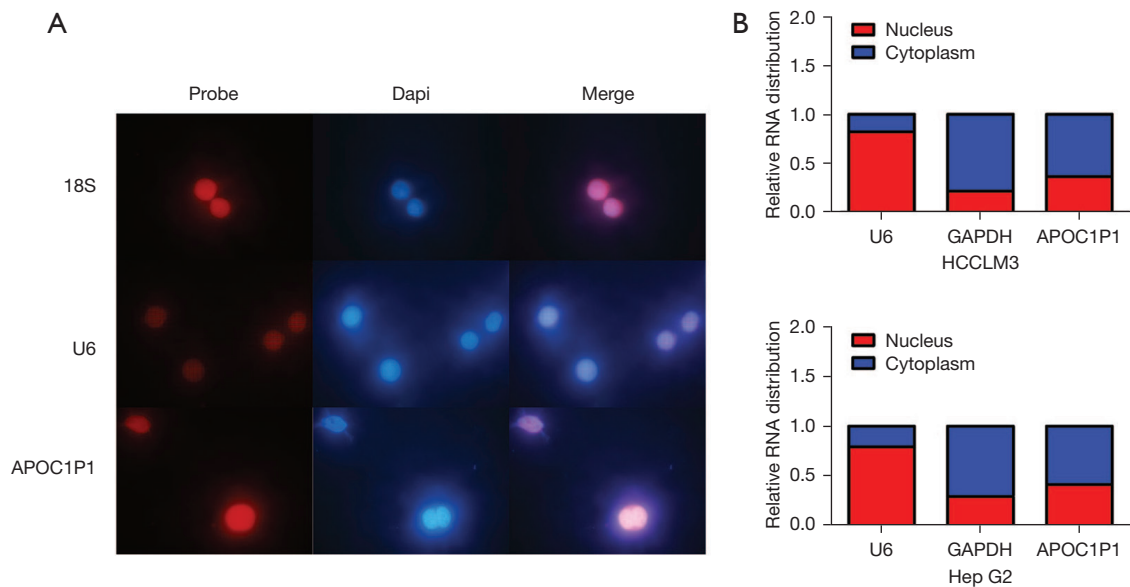 A
Probe Dapi Merge
18S
U6
APOC1P1
B
2.0
1.5
1.0
0.5
0.0
Relative RNA distribution
Nucleus
Cytoplasm
U6 GAPDH APOC1P1
HCCLM3
2.0
1.5
1.0
0.5
0.0
Relative RNA distribution
Nucleus
Cytoplasm
U6 GAPDH APOC1P1
Hep G2